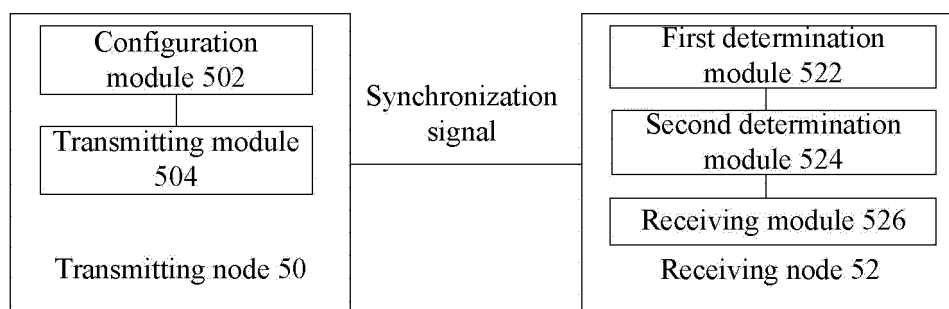 Configuration
module 502
Transmitting module
504
Transmitting node 50
Synchronization
signal
First determination
module 522
Second determination
module 524
Receiving module 526
Receiving node 52